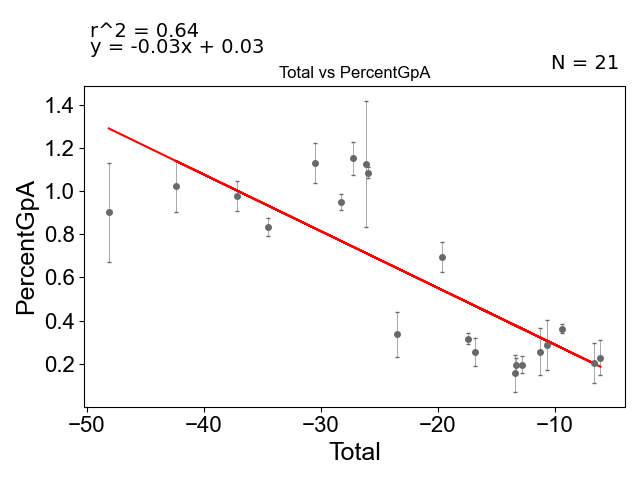 r^2 = 0.64
y = -0.03x + 0.03
N = 21
Total vs PercentGpA
PercentGpA
1.4
1.2
1.0
0.8
0.6
0.4
0.2
−50 −40 −30 −20 −10
Total